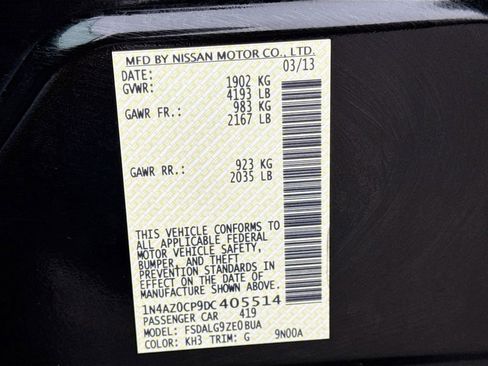 MFD BY NISSAN MOTOR CO., LTD.
DATE: 03/13
GVWR: 1902 KG
4193 LB
GAWR FR.: 983 KG
2167 LB
GAWR RR.: 923 KG
2035 LB
THIS VEHICLE CONFORMS TO
ALL APPLICABLE FEDERAL
MOTOR VEHICLE SAFETY,
BUMPER, AND THEFT
PREVENTION STANDARDS IN
EFFECT ON THE DATE OF
MANUFACTURE SHOWN ABOVE.
1N4AZ0CP9DC405514
PASSENGER CAR 419
MODEL: FSDALG9ZE0BUA
COLOR: KH3 TRIM: G 9N00A